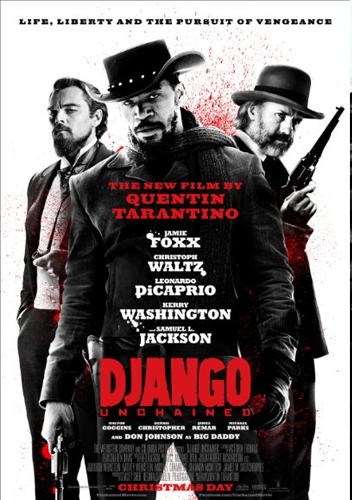 LIFE, LIBERTY AND THE PURSUIT OF VENGEANCE
THE NEW FILM BY
QUENTIN
TARANTINO
JAMIE
FOXX
CHRISTOPH
WALTZ
LEONARDO
DiCAPRIO
KERRY
WASHINGTON
AND SAMUEL L.
JACKSON
DJANGO
UNCHAINED
WALTON GOGGINS DENNIS CHRISTOPHER JAMES REMAR MICHAEL PARKS
AND DON JOHNSON AS BIG DADDY
CHRISTMAS DAY